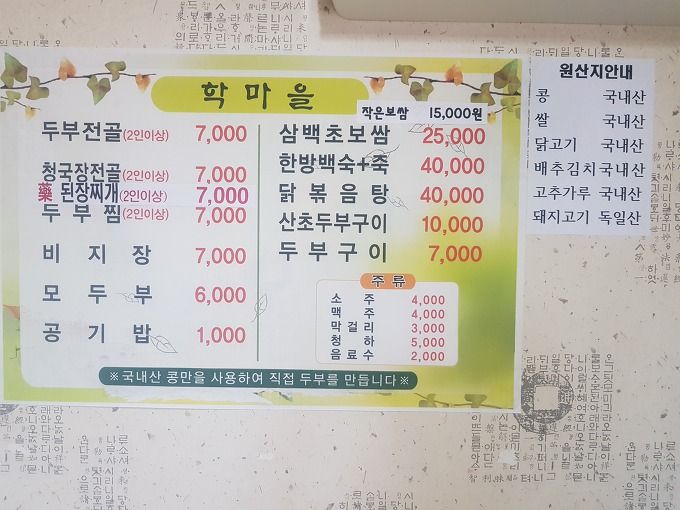 학마을
두부전골(2인이상) 7,000
청국장전골(2인이상) 7,000
藥 된장찌개(2인이상) 7,000
두부찜(2인이상) 7,000
비지장 7,000
모두부 6,000
공기밥 1,000
작은보쌈 15,000원
삼백초보쌈 25,000
한방백숙+죽 40,000
닭볶음탕 40,000
산초두부구이 10,000
두부구이 7,000
주류
소주 4,000
맥주 4,000
막걸리 3,000
청하 5,000
음료수 2,000
※국내산 콩만을 사용하여 직접 두부를 만듭니다※
원산지안내
콩 국내산
쌀 국내산
닭고기 국내산
배추김치 국내산
고추가루 국내산
돼지고기 독일산